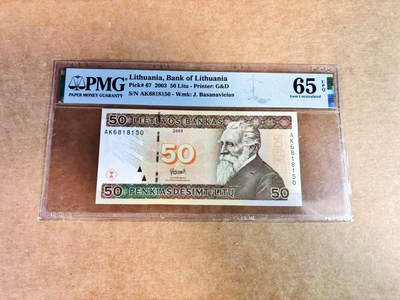 PMG
PAPER MONEY GUARANTY
Lithuania, Bank of Lithuania
Pick# 67 2003 50 Litu - Printer: G&D
S/N AK6818150 - Wmk: J. Basanavicius
65 EPQ
Gem Uncirculated
50 LIETUVOS BANKAS
AK6818150
2003
50
AK6818150
PENKIASDEŠIMT LITŲ 50